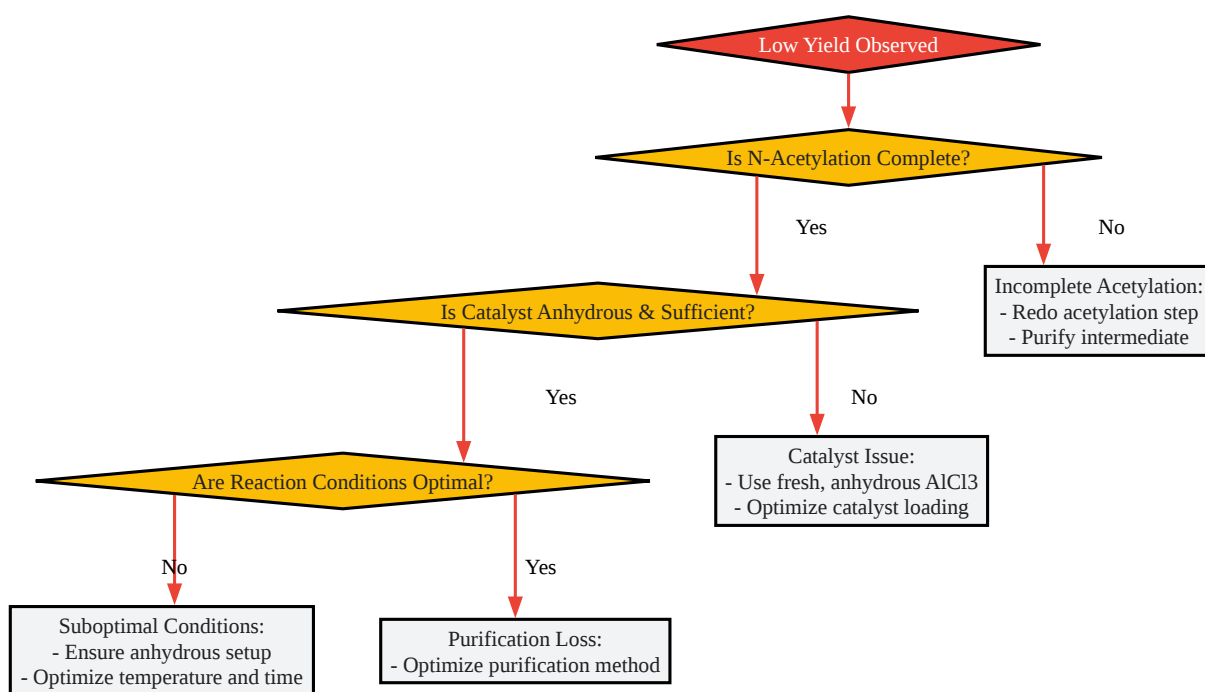 Low Yield Observed
Is N-Acetylation Complete?
Yes
No
Incomplete Acetylation:
- Redo acetylation step
- Purify intermediate
Is Catalyst Anhydrous & Sufficient?
Yes
No
Catalyst Issue:
- Use fresh, anhydrous AlCl3
- Optimize catalyst loading
Are Reaction Conditions Optimal?
No
Yes
Suboptimal Conditions:
- Ensure anhydrous setup
- Optimize temperature and time
Purification Loss:
- Optimize purification method